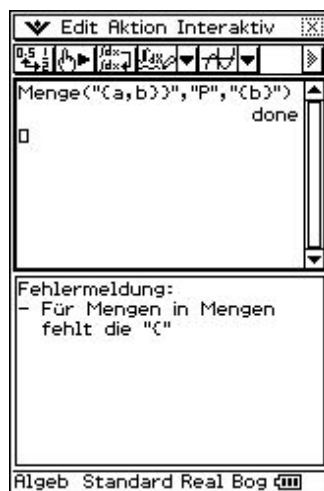 Edit Aktion Interaktiv
Menge("{a,b}}","P","{b}")
done
Fehlermeldung:
- Für Mengen in Mengen
fehlt die "{"
Algeb Standard Real Bog